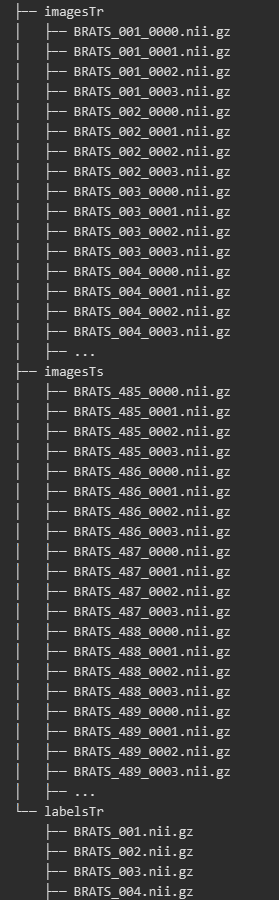 ├── imagesTr
│   ├── BRATS_001_0000.nii.gz
│   ├── BRATS_001_0001.nii.gz
│   ├── BRATS_001_0002.nii.gz
│   ├── BRATS_001_0003.nii.gz
│   ├── BRATS_002_0000.nii.gz
│   ├── BRATS_002_0001.nii.gz
│   ├── BRATS_002_0002.nii.gz
│   ├── BRATS_002_0003.nii.gz
│   ├── BRATS_003_0000.nii.gz
│   ├── BRATS_003_0001.nii.gz
│   ├── BRATS_003_0002.nii.gz
│   ├── BRATS_003_0003.nii.gz
│   ├── BRATS_004_0000.nii.gz
│   ├── BRATS_004_0001.nii.gz
│   ├── BRATS_004_0002.nii.gz
│   ├── BRATS_004_0003.nii.gz
│   ├── ...
├── imagesTs
│   ├── BRATS_485_0000.nii.gz
│   ├── BRATS_485_0001.nii.gz
│   ├── BRATS_485_0002.nii.gz
│   ├── BRATS_485_0003.nii.gz
│   ├── BRATS_486_0000.nii.gz
│   ├── BRATS_486_0001.nii.gz
│   ├── BRATS_486_0002.nii.gz
│   ├── BRATS_486_0003.nii.gz
│   ├── BRATS_487_0000.nii.gz
│   ├── BRATS_487_0001.nii.gz
│   ├── BRATS_487_0002.nii.gz
│   ├── BRATS_487_0003.nii.gz
│   ├── BRATS_488_0000.nii.gz
│   ├── BRATS_488_0001.nii.gz
│   ├── BRATS_488_0002.nii.gz
│   ├── BRATS_488_0003.nii.gz
│   ├── BRATS_489_0000.nii.gz
│   ├── BRATS_489_0001.nii.gz
│   ├── BRATS_489_0002.nii.gz
│   ├── BRATS_489_0003.nii.gz
│   ├── ...
└── labelsTr
    ├── BRATS_001.nii.gz
    ├── BRATS_002.nii.gz
    ├── BRATS_003.nii.gz
    ├── BRATS_004.nii.gz